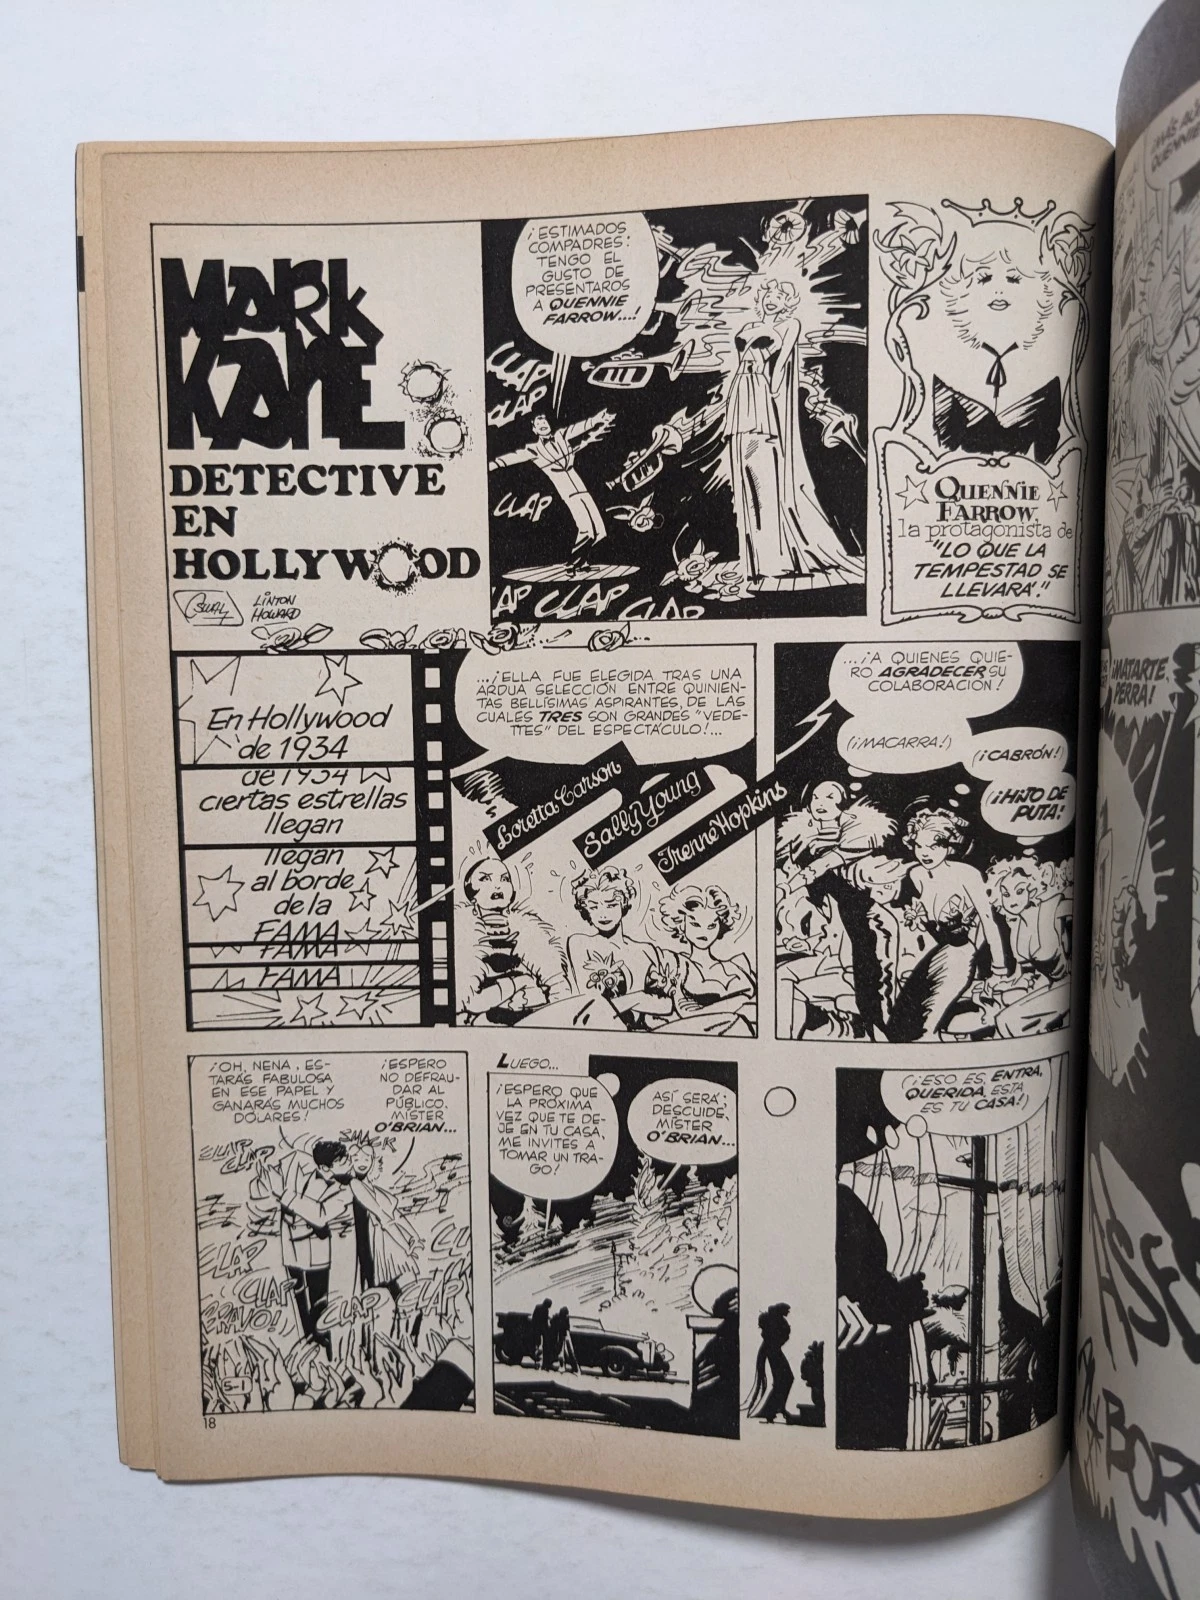 MARK
KANE
DETECTIVE
EN
HOLLYWOOD
LINTON
HOWARD
¡ESTIMADOS
COMPADRES:
TENGO EL
GUSTO DE
PRESENTAROS
A QUENNIE
FARROW...!
CLAP
CLAP
CLAP
CLAP
CLAP
CLAP
QUENNIE
FARROW
la protagonista de
"LO QUE LA
TEMPESTAD SE
LLEVARÁ".
En Hollywood
de 1934
de 1934
ciertas estrellas
llegan
llegan
al borde
de la
FAMA
FAMA
FAMA
...¡ELLA FUE ELEGIDA TRAS UNA
ARDUA SELECCIÓN ENTRE QUINIEN-
TAS BELLÍSIMAS ASPIRANTES, DE LAS
CUALES TRES SON GRANDES "VEDE-
TTES" DEL ESPECTÁCULO!...
Loretta Carson
Sally Young
Irenne Hopkins
...¡A QUIENES QUIE-
RO AGRADECER SU
COLABORACIÓN!
(¡MACARRA!)
(¡CABRÓN!)
(¡HIJO DE
PUTA!
¡OH, NENA, ES-
TARÁS FABULOSA
EN ESE PAPEL Y
GANARÁS MUCHOS
DÓLARES!
¡ESPERO
NO DEFRAU-
DAR AL
PÚBLICO,
MÍSTER
O'BRIAN...
SMACK
CLAP
CLAP
CLAP
CLAP
BRAVO!
CLAP
CLAP
5-1
LUEGO...
¡ESPERO QUE
LA PRÓXIMA
VEZ QUE TE DE-
JE EN TU CASA,
ME INVITES A
TOMAR UN TRA-
GO!
ASÍ SERÁ;
DESCUIDE,
MÍSTER
O'BRIAN...
(¡ESO ES, ENTRA,
QUERIDA, ESTA
ES TU CASA!)
18
¡MATARTE,
PERRA!